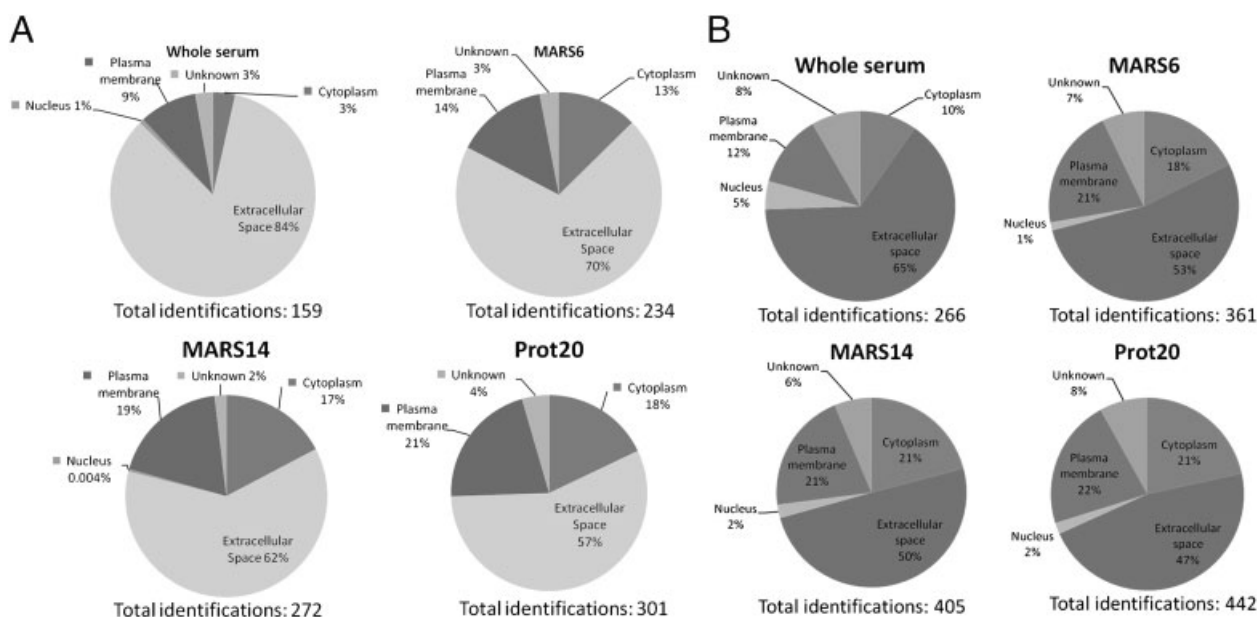 A
Whole serum
Plasma
membrane
9%
Unknown 3%
Nucleus 1%
Cytoplasm
3%
Extracellular
Space 84%
Total identifications: 159
MARS6
Unknown
3%
Plasma
membrane
14%
Cytoplasm
13%
Extracellular
Space
70%
Total identifications: 234
MARS14
Plasma
membrane
19%
Unknown 2%
Cytoplasm
17%
Nucleus
0.004%
Extracellular
Space 62%
Total identifications: 272
Prot20
Unknown
4%
Cytoplasm
18%
Plasma
membrane
21%
Extracellular
Space
57%
Total identifications: 301
B
Whole serum
Unknown
8%
Cytoplasm
10%
Plasma
membrane
12%
Nucleus
5%
Extracellular
space
65%
Total identifications: 266
MARS6
Unknown
7%
Cytoplasm
18%
Plasma
membrane
21%
Nucleus
1%
Extracellular
space
53%
Total identifications: 361
MARS14
Unknown
6%
Cytoplasm
21%
Plasma
membrane
21%
Nucleus
2%
Extracellular
space
50%
Total identifications: 405
Prot20
Unknown
8%
Cytoplasm
21%
Plasma
membrane
22%
Nucleus
2%
Extracellular
space
47%
Total identifications: 442